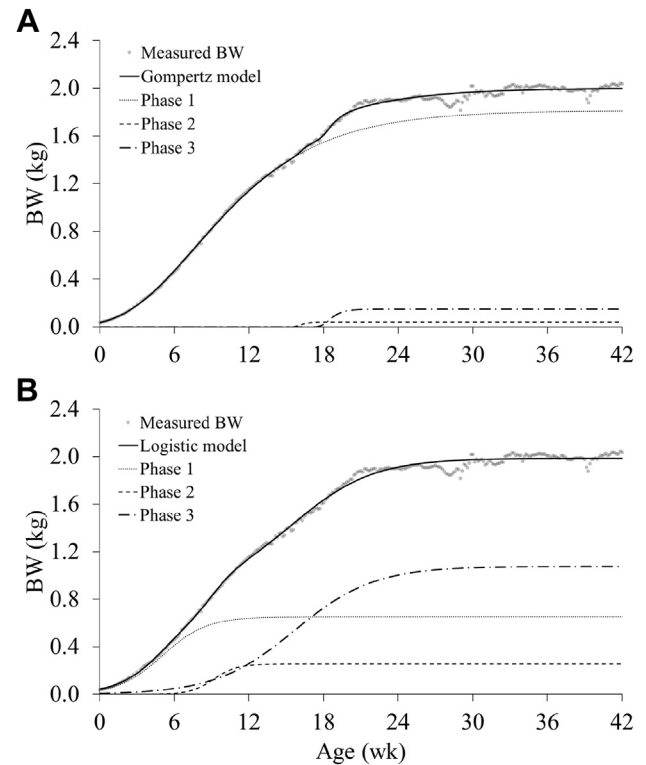 A
2.4
2.0
1.6
1.2
0.8
0.4
0.0
BW (kg)
Measured BW
Gompertz model
Phase 1
Phase 2
Phase 3
0 6 12 18 24 30 36 42
B
2.4
2.0
1.6
1.2
0.8
0.4
0.0
BW (kg)
Measured BW
Logistic model
Phase 1
Phase 2
Phase 3
0 6 12 18 24 30 36 42
Age (wk)